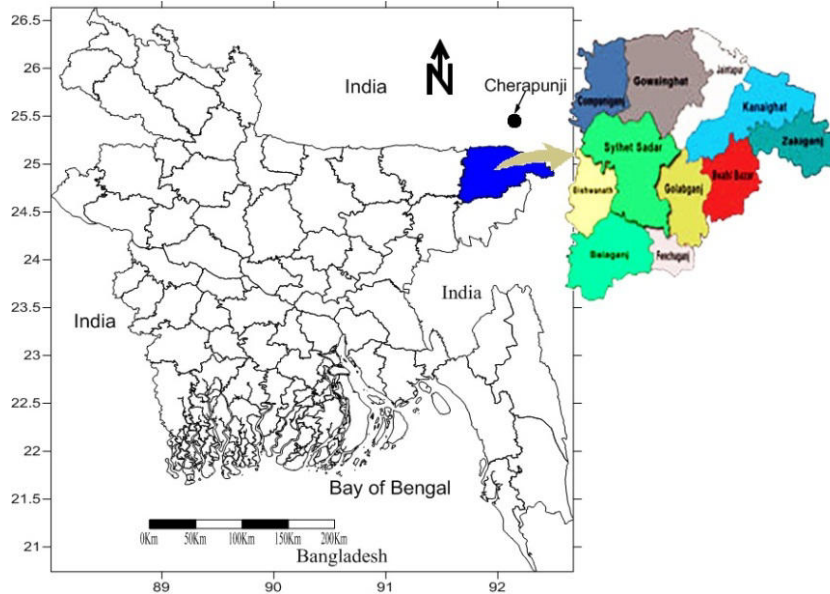 26.5
26
25.5
25
24.5
24
23.5
23
22.5
22
21.5
21
89
90
91
92
India
N
Cherapunji
India
India
Bay of Bengal
0Km
50Km
100Km
150Km
200Km
Bangladesh
Companiganj
Gowainghat
Jaintapur
Kanaighat
Zakiganj
Sylhet Sadar
Bishwanath
Golabganj
Beahi Bazar
Balaganj
Fenchuganj